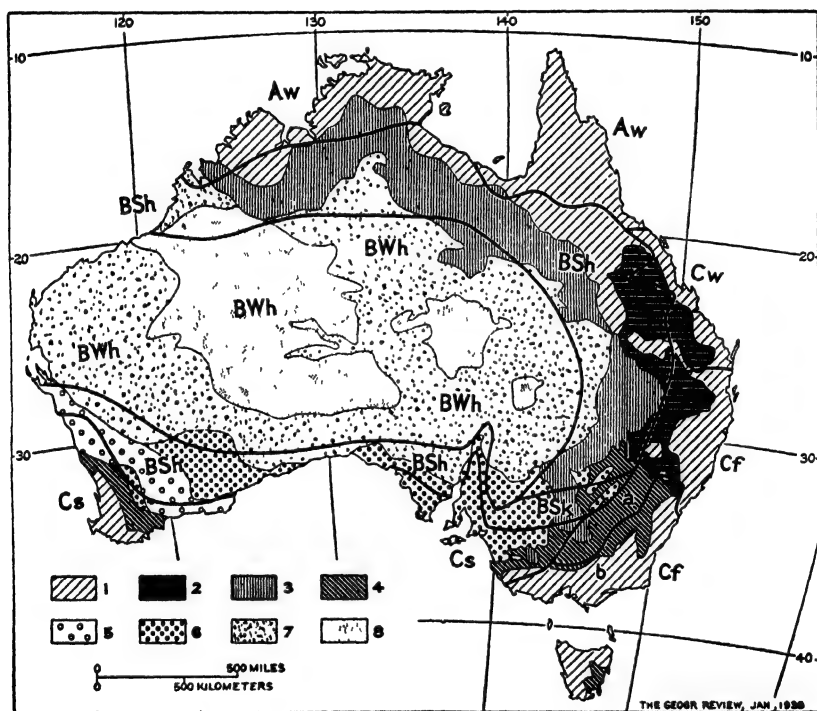 120 130 140 150
10 10
Aw Aw
BSh
20 BWh BSh 20
Cw
BWh
BWh
BWh
30 BSh BSh Cf 30
a
Cs BSk
Cs b Cf
1 2 3 4
5 6 7 8
0 500 MILES
0 500 KILOMETERS
40
THE GEOGR REVIEW, JAN, 1938